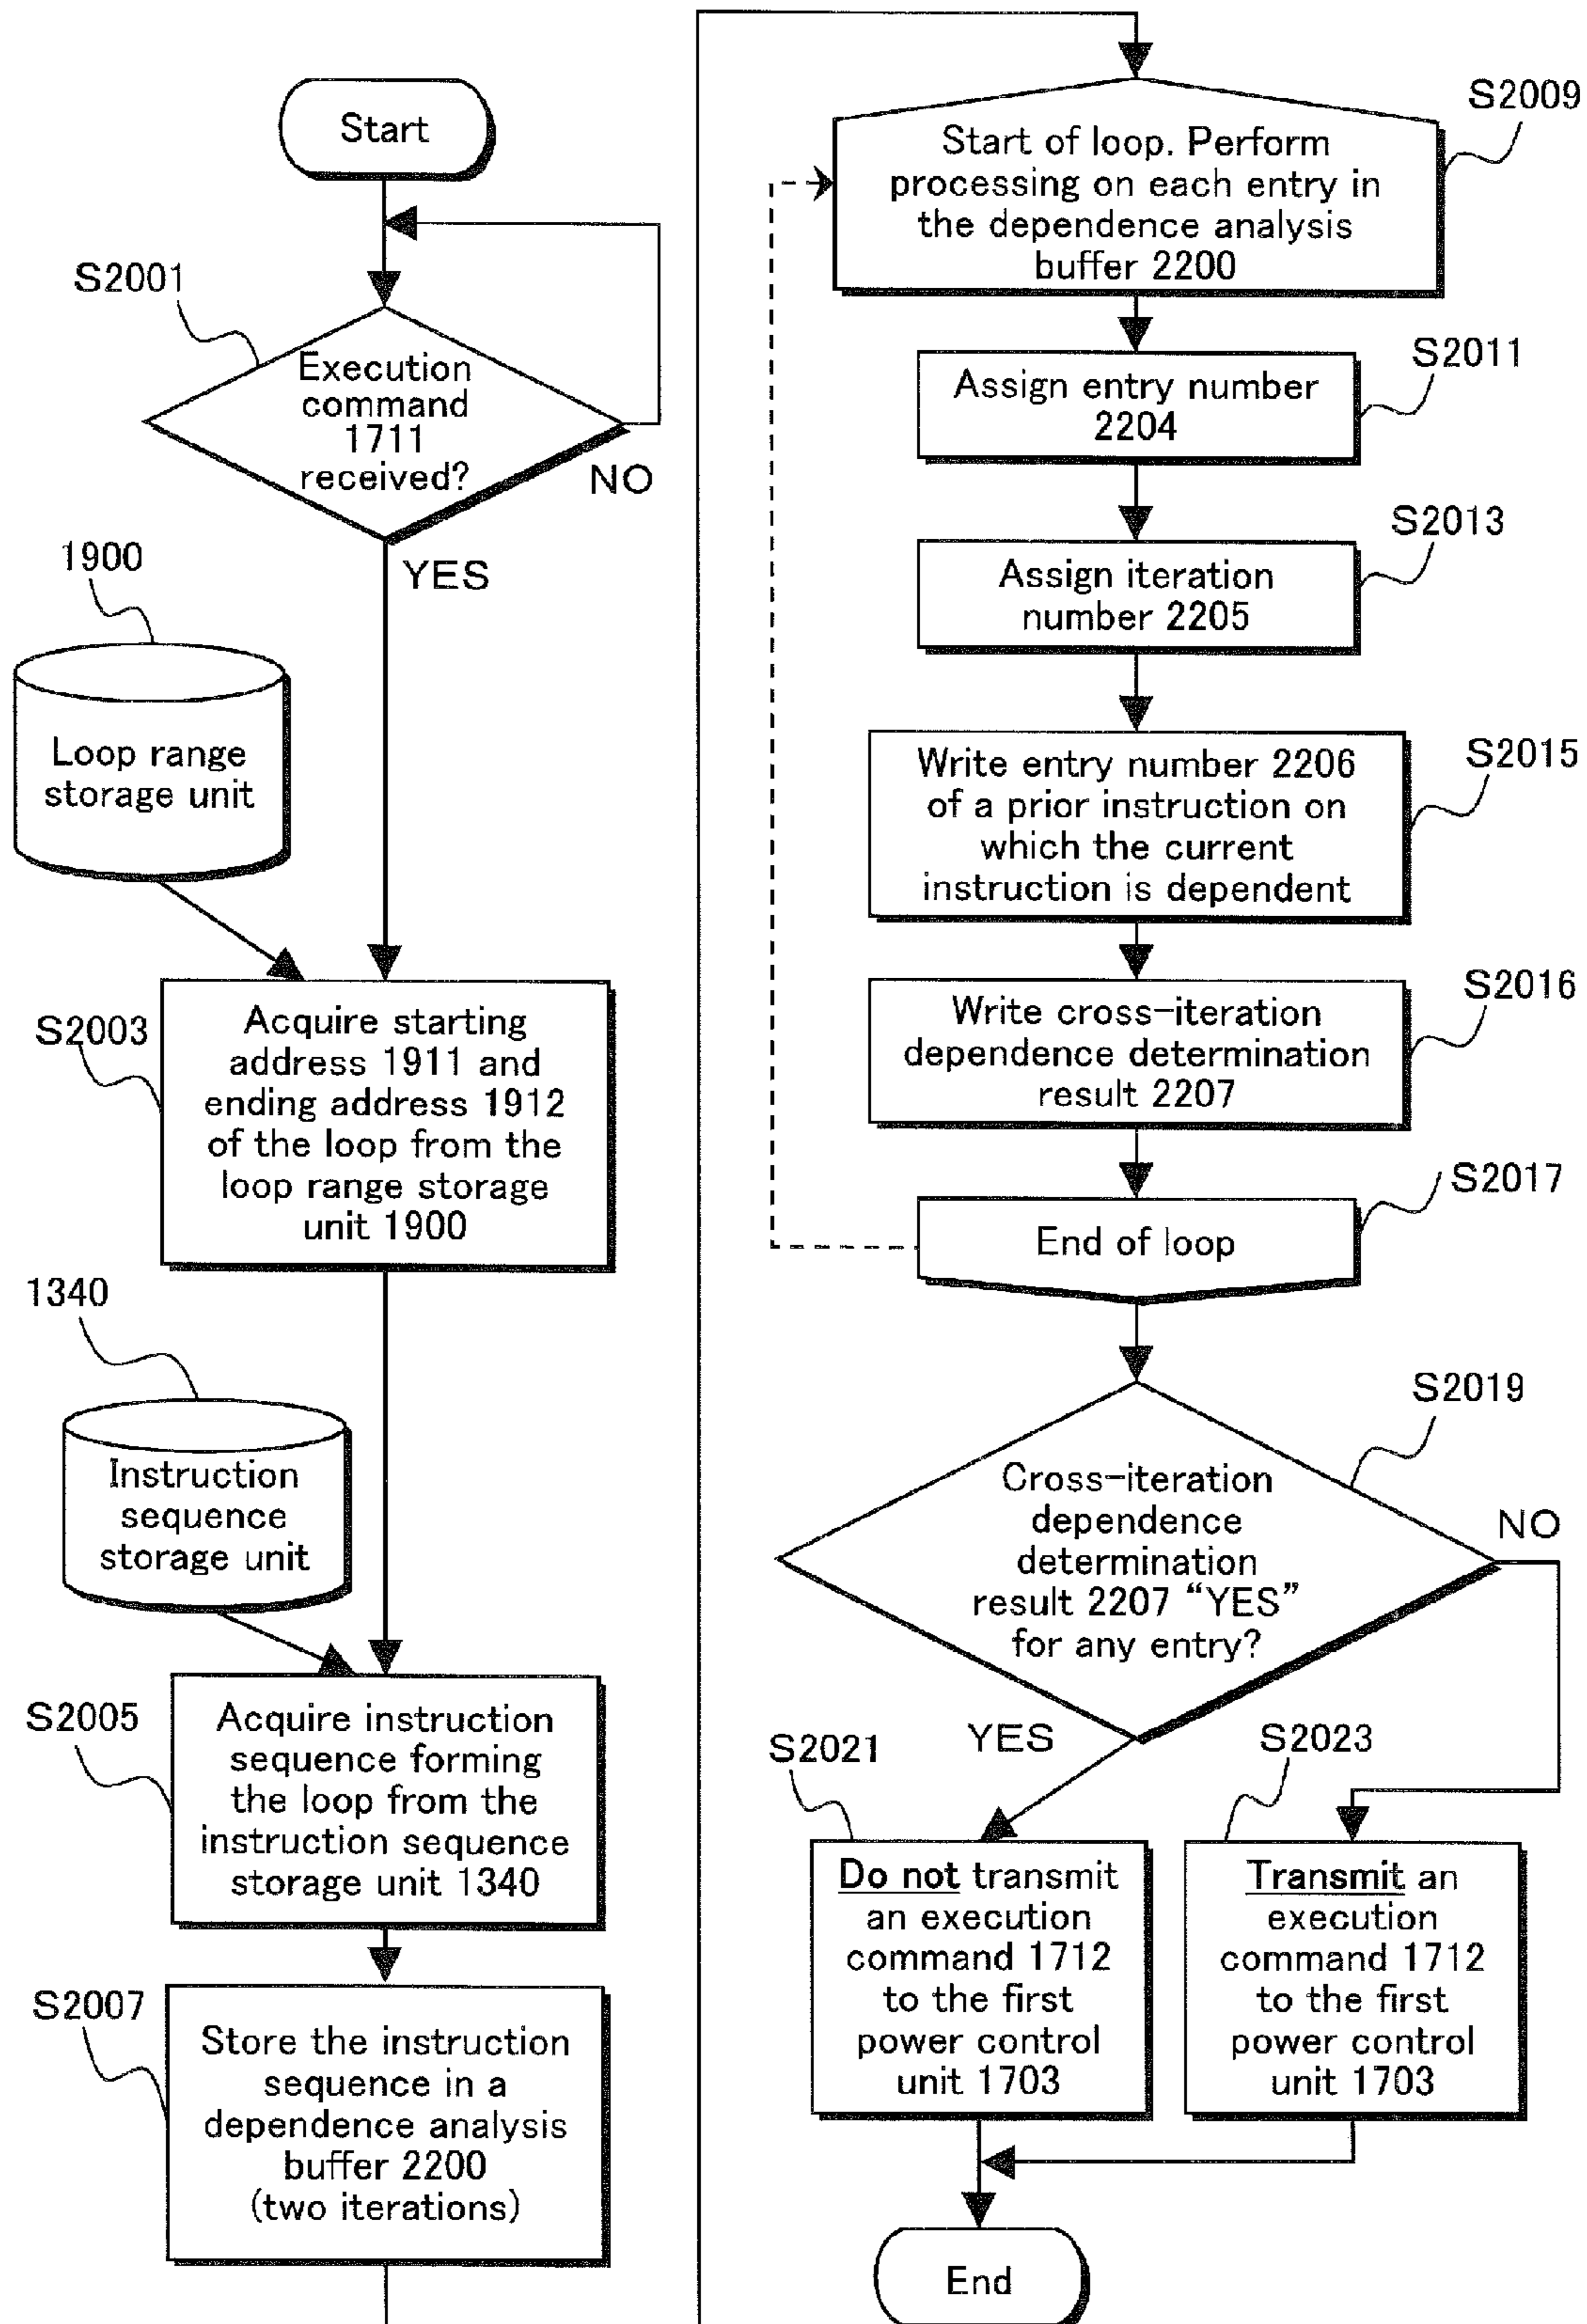 Start
S2001
Execution
command
1711
received?
NO
YES
1900
Loop range
storage unit
S2003
Acquire starting
address 1911 and
ending address 1912
of the loop from the
loop range storage
unit 1900
1340
Instruction
sequence
storage unit
S2005
Acquire instruction
sequence forming
the loop from the
instruction sequence
storage unit 1340
S2007
Store the instruction
sequence in a
dependence analysis
buffer 2200
(two iterations)
S2009
Start of loop. Perform
processing on each entry in
the dependence analysis
buffer 2200
S2011
Assign entry number
2204
S2013
Assign iteration
number 2205
S2015
Write entry number 2206
of a prior instruction on
which the current
instruction is dependent
S2016
Write cross-iteration
dependence determination
result 2207
S2017
End of loop
S2019
Cross-iteration
dependence
determination
result 2207 “YES”
for any entry?
NO
YES
S2021
Do not transmit
an execution
command 1712
to the first
power control
unit 1703
S2023
Transmit an
execution
command 1712
to the first
power control
unit 1703
End